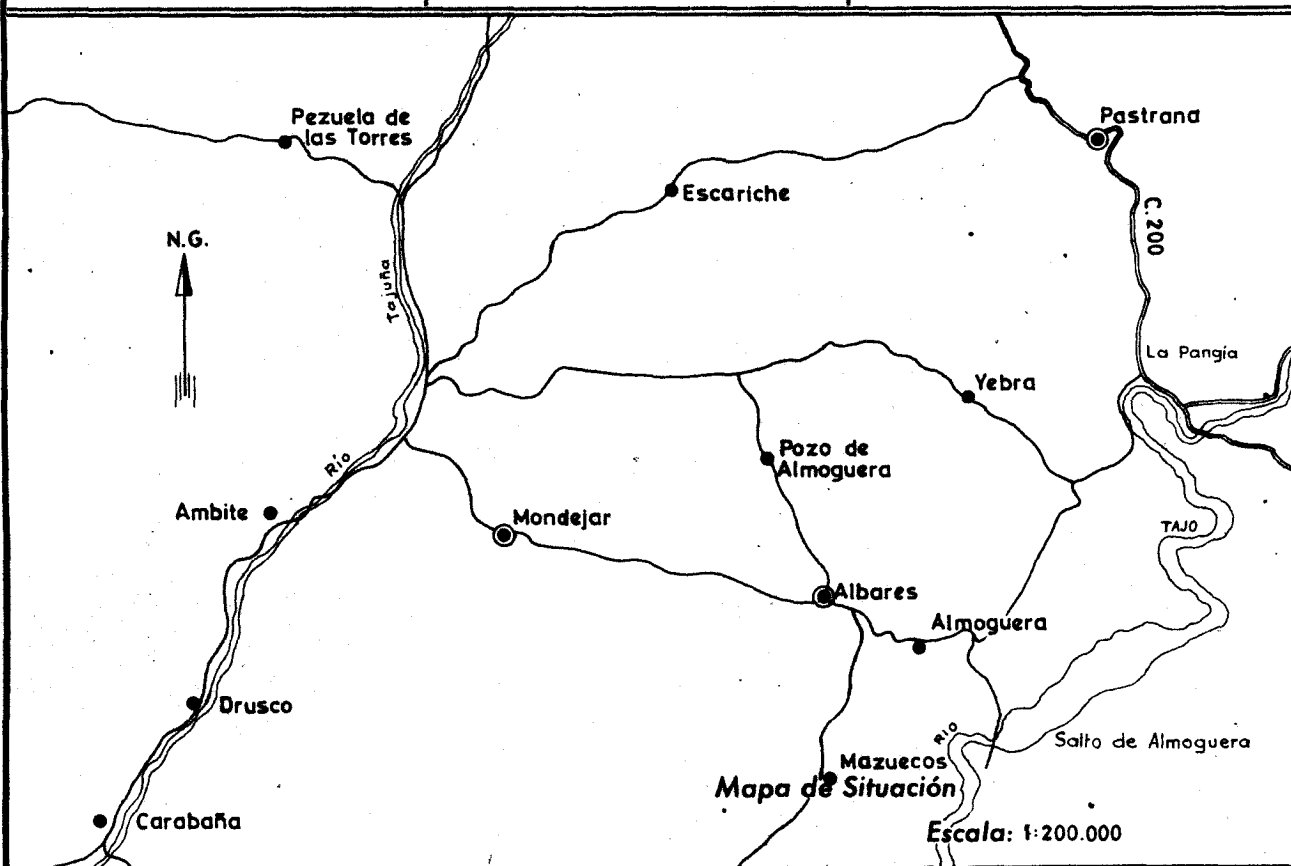 Pezuela de
las Torres
Pastrana
Escariche
C.200
N.G.
Tajuña
La Pangía
Yebra
Pozo de
Almoguera
Río
Ambite
Mondejar
TAJO
Albares
Almoguera
Drusco
RIO
Salto de Almoguera
Mazuecos
Mapa de Situación
Carabaña
Escala: 1:200.000